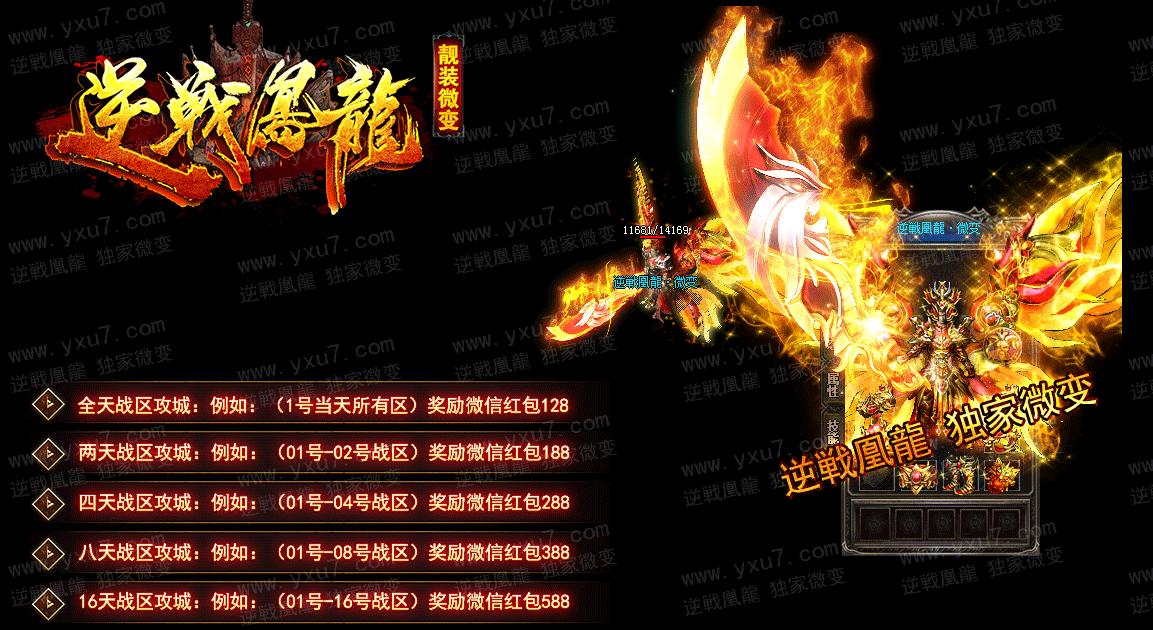 逆戰鳳龍
靓装微变
11681/14169
逆戰凰龍·微变
逆戰凰龍·微变
属性
技能
逆戰凰龍 独家微变
全天战区攻城：例如：（1号当天所有区）奖励微信红包128
两天战区攻城：例如：（01号-02号战区）奖励微信红包188
四天战区攻城：例如：（01号-04号战区）奖励微信红包288
八天战区攻城：例如：（01号-08号战区）奖励微信红包388
16天战区攻城：例如：（01号-16号战区）奖励微信红包588
www.yxu7.com
逆戰凰龍 独家微变